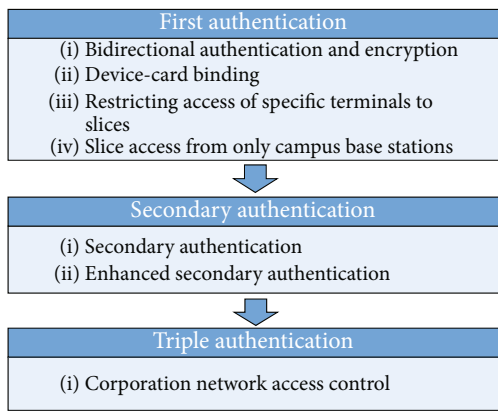 First authentication
(i) Bidirectional authentication and encryption
(ii) Device-card binding
(iii) Restricting access of specific terminals to
slices
(iv) Slice access from only campus base stations
Secondary authentication
(i) Secondary authentication
(ii) Enhanced secondary authentication
Triple authentication
(i) Corporation network access control